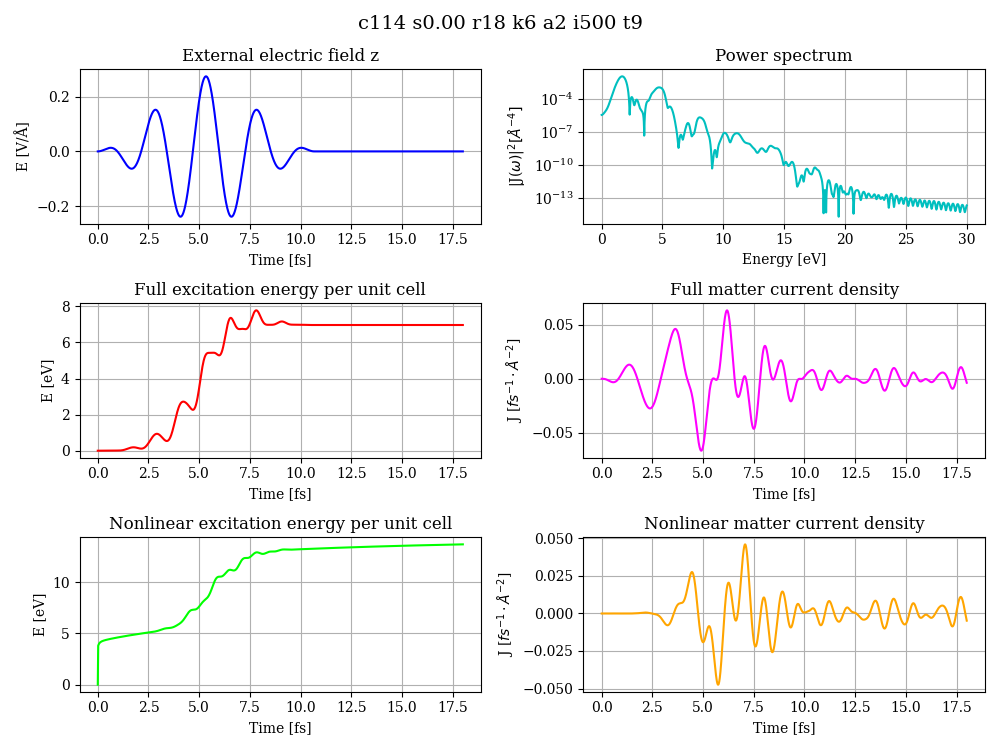 c114 s0.00 r18 k6 a2 i500 t9
External electric field z
E [V/Å]
0.2
0.0
−0.2
0.0 2.5 5.0 7.5 10.0 12.5 15.0 17.5
Time [fs]
Power spectrum
|J(ω)|² [Å⁻⁴]
10⁻⁴
10⁻⁷
10⁻¹⁰
10⁻¹³
0 5 10 15 20 25 30
Energy [eV]
Full excitation energy per unit cell
E [eV]
8
6
4
2
0
0.0 2.5 5.0 7.5 10.0 12.5 15.0 17.5
Time [fs]
Full matter current density
J [fs⁻¹ · Å⁻²]
0.05
0.00
−0.05
0.0 2.5 5.0 7.5 10.0 12.5 15.0 17.5
Time [fs]
Nonlinear excitation energy per unit cell
E [eV]
10
5
0
0.0 2.5 5.0 7.5 10.0 12.5 15.0 17.5
Time [fs]
Nonlinear matter current density
J [fs⁻¹ · Å⁻²]
0.050
0.025
0.000
−0.025
−0.050
0.0 2.5 5.0 7.5 10.0 12.5 15.0 17.5
Time [fs]